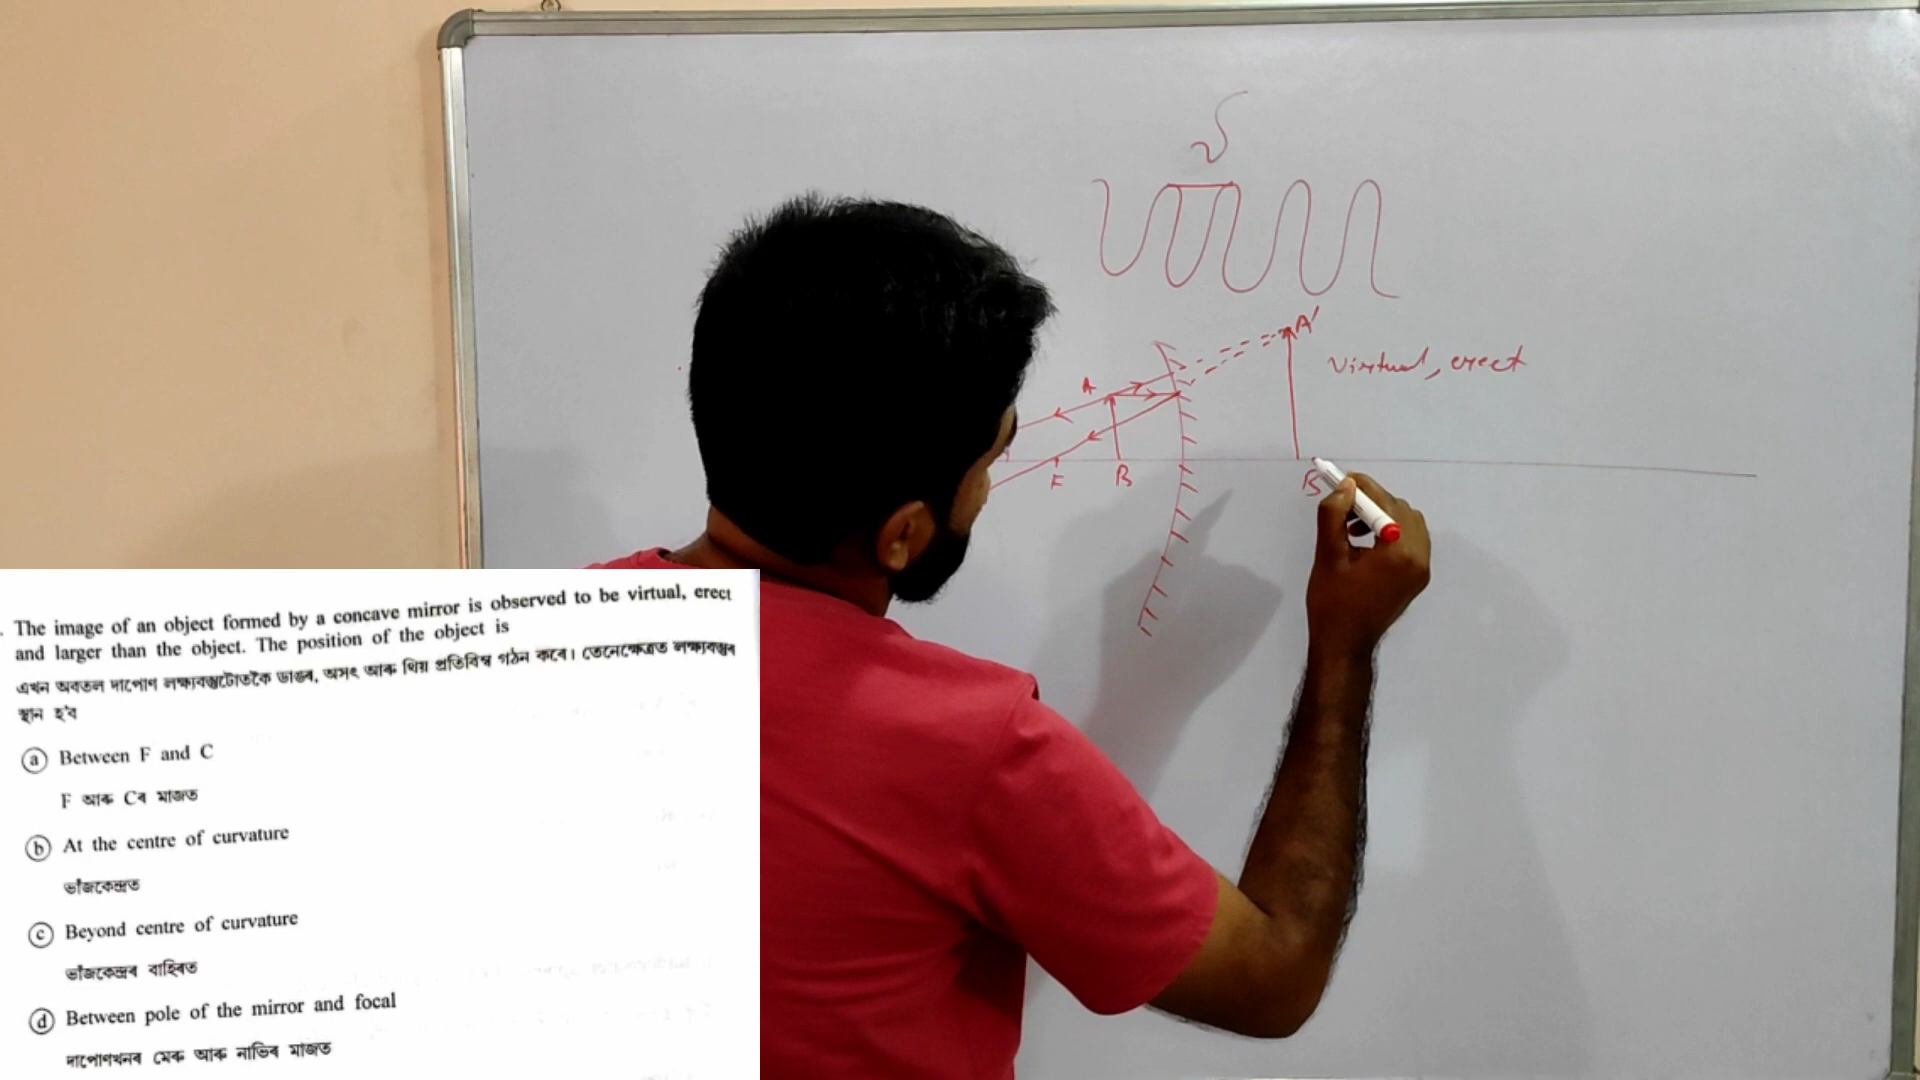 A'
Virtual, erect
A
F
B
B
. The image of an object formed by a concave mirror is observed to be virtual, erect
and larger than the object. The position of the object is
এখন অবতল দাপোণ লক্ষ্যবস্তুটোতকৈ ডাঙৰ, অসৎ আৰু থিয় প্ৰতিবিম্ব গঠন কৰে। তেনেক্ষেত্ৰত লক্ষ্যবস্তুৰ
স্থান হ'ব
(a) Between F and C
F আৰু Cৰ মাজত
(b) At the centre of curvature
ভাঁজকেন্দ্ৰত
(c) Beyond centre of curvature
ভাঁজকেন্দ্ৰৰ বাহিৰত
(d) Between pole of the mirror and focal
দাপোণখনৰ মেৰু আৰু নাভিৰ মাজত